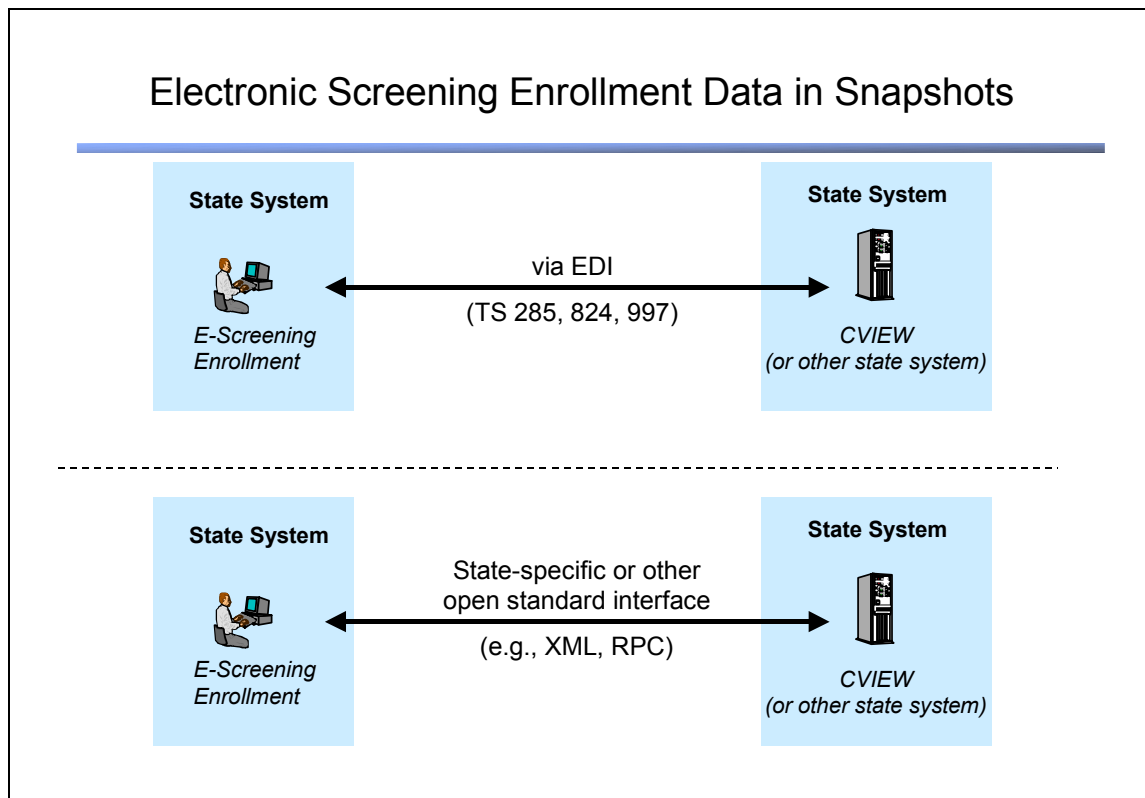 Electronic Screening Enrollment Data in Snapshots
State System
E-Screening
Enrollment
via EDI
(TS 285, 824, 997)
State System
CVIEW
(or other state system)
State System
E-Screening
Enrollment
State-specific or other
open standard interface
(e.g., XML, RPC)
State System
CVIEW
(or other state system)